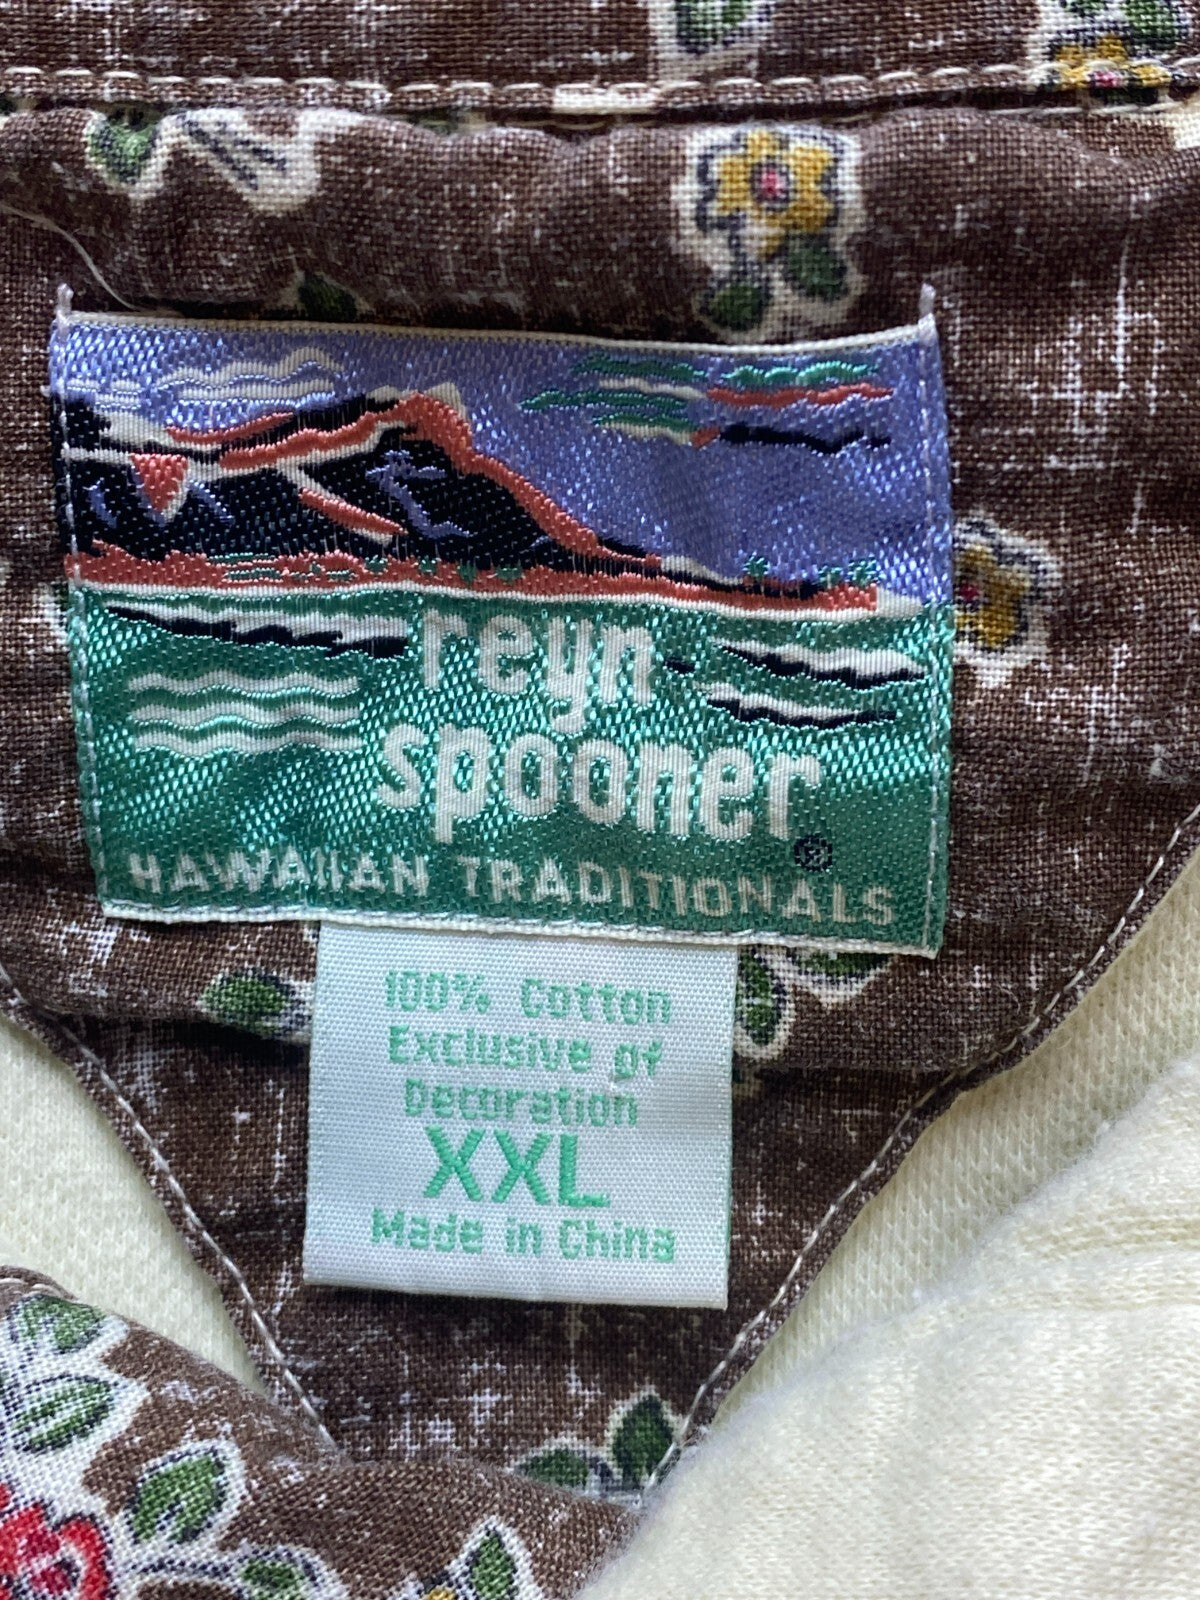 reyn
spooner®
HAWAIIAN TRADITIONALS
100% Cotton
Exclusive of
Decoration
XXL
Made in China